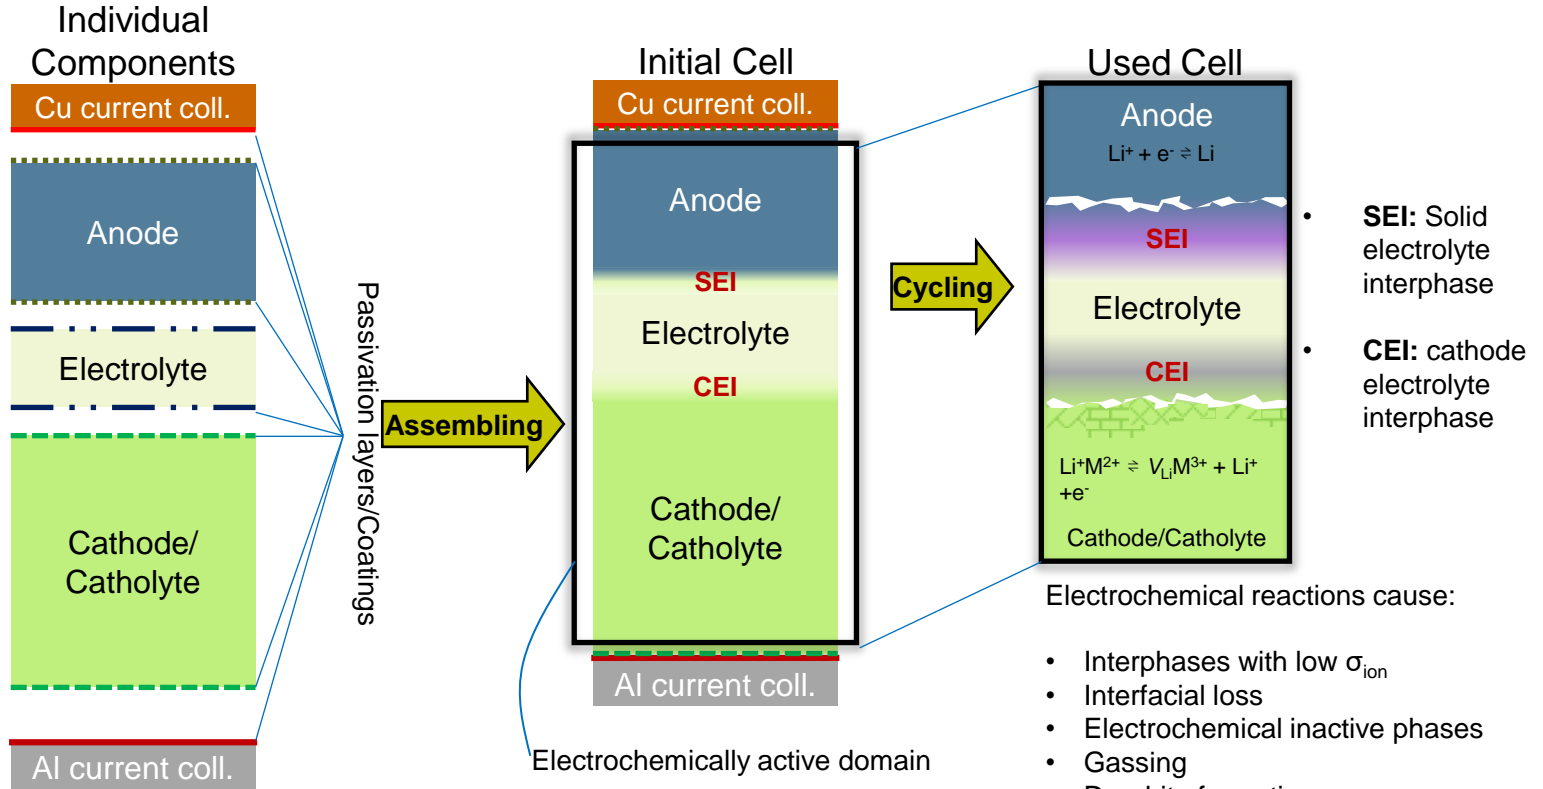 Individual
Components
Cu current coll.
Anode
Electrolyte
Cathode/
Catholyte
Al current coll.
Passivation layers/Coatings
Assembling
Initial Cell
Cu current coll.
Anode
SEI
Electrolyte
CEI
Cathode/
Catholyte
Al current coll.
Electrochemically active domain
Cycling
Used Cell
Anode
Li⁺ + e⁻ ⇌ Li
SEI
Electrolyte
CEI
Li⁺M²⁺ ⇌ V_Li M³⁺ + Li⁺
+e⁻
Cathode/Catholyte
• SEI: Solid
electrolyte
interphase
• CEI: cathode
electrolyte
interphase
Electrochemical reactions cause:
• Interphases with low σ_ion
• Interfacial loss
• Electrochemical inactive phases
• Gassing